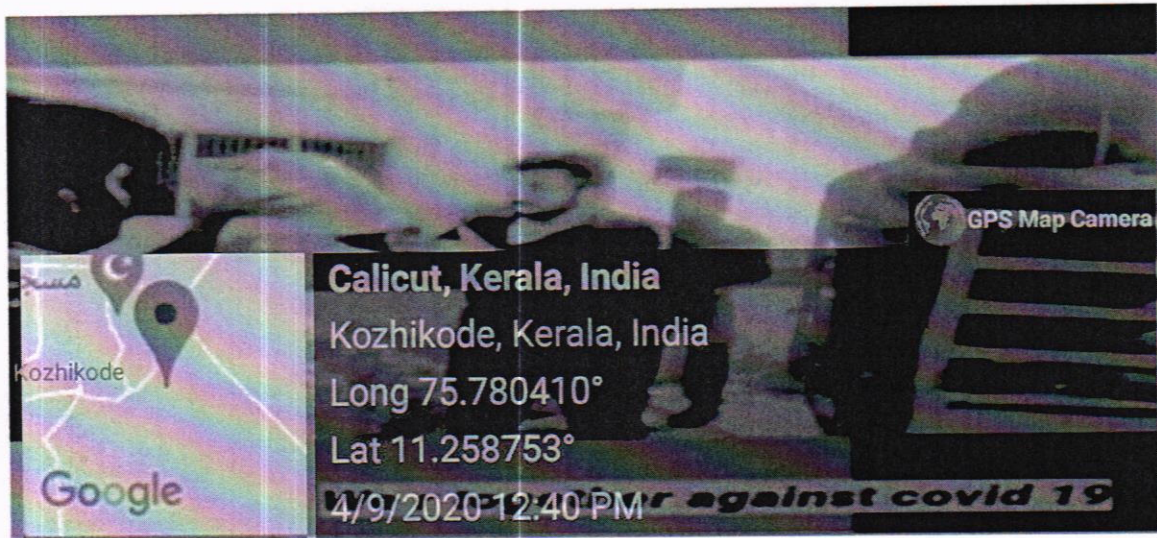 GPS Map Camera
Calicut, Kerala, India
Kozhikode, Kerala, India
Long 75.780410°
Lat 11.258753°
4/9/2020 12:40 PM
against covid 19
مسجد
Kozhikode
Google